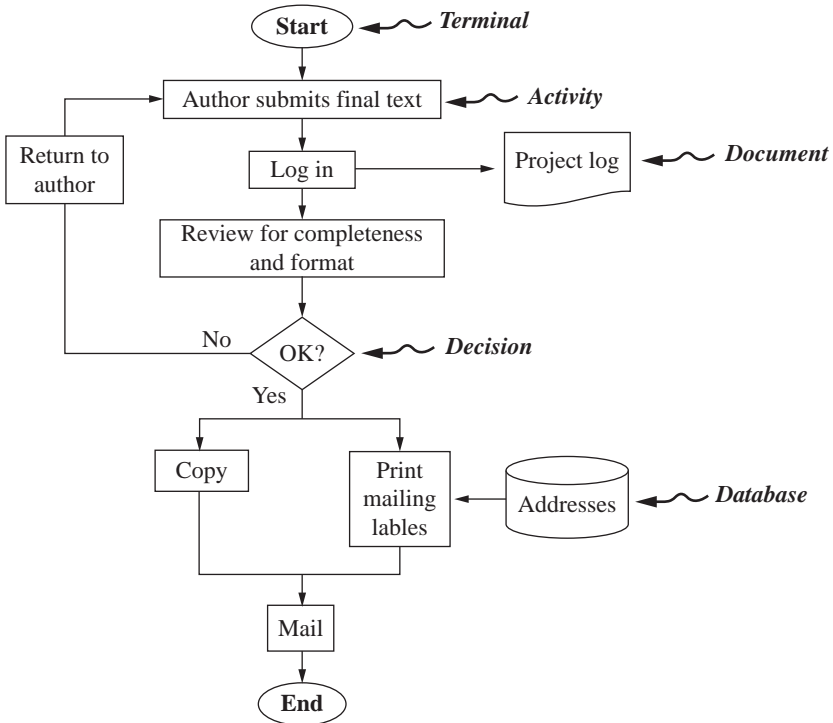 Start
Terminal
Author submits final text
Activity
Return to
author
Log in
Project log
Document
Review for completeness
and format
No
OK?
Decision
Yes
Copy
Print
mailing
lables
Addresses
Database
Mail
End